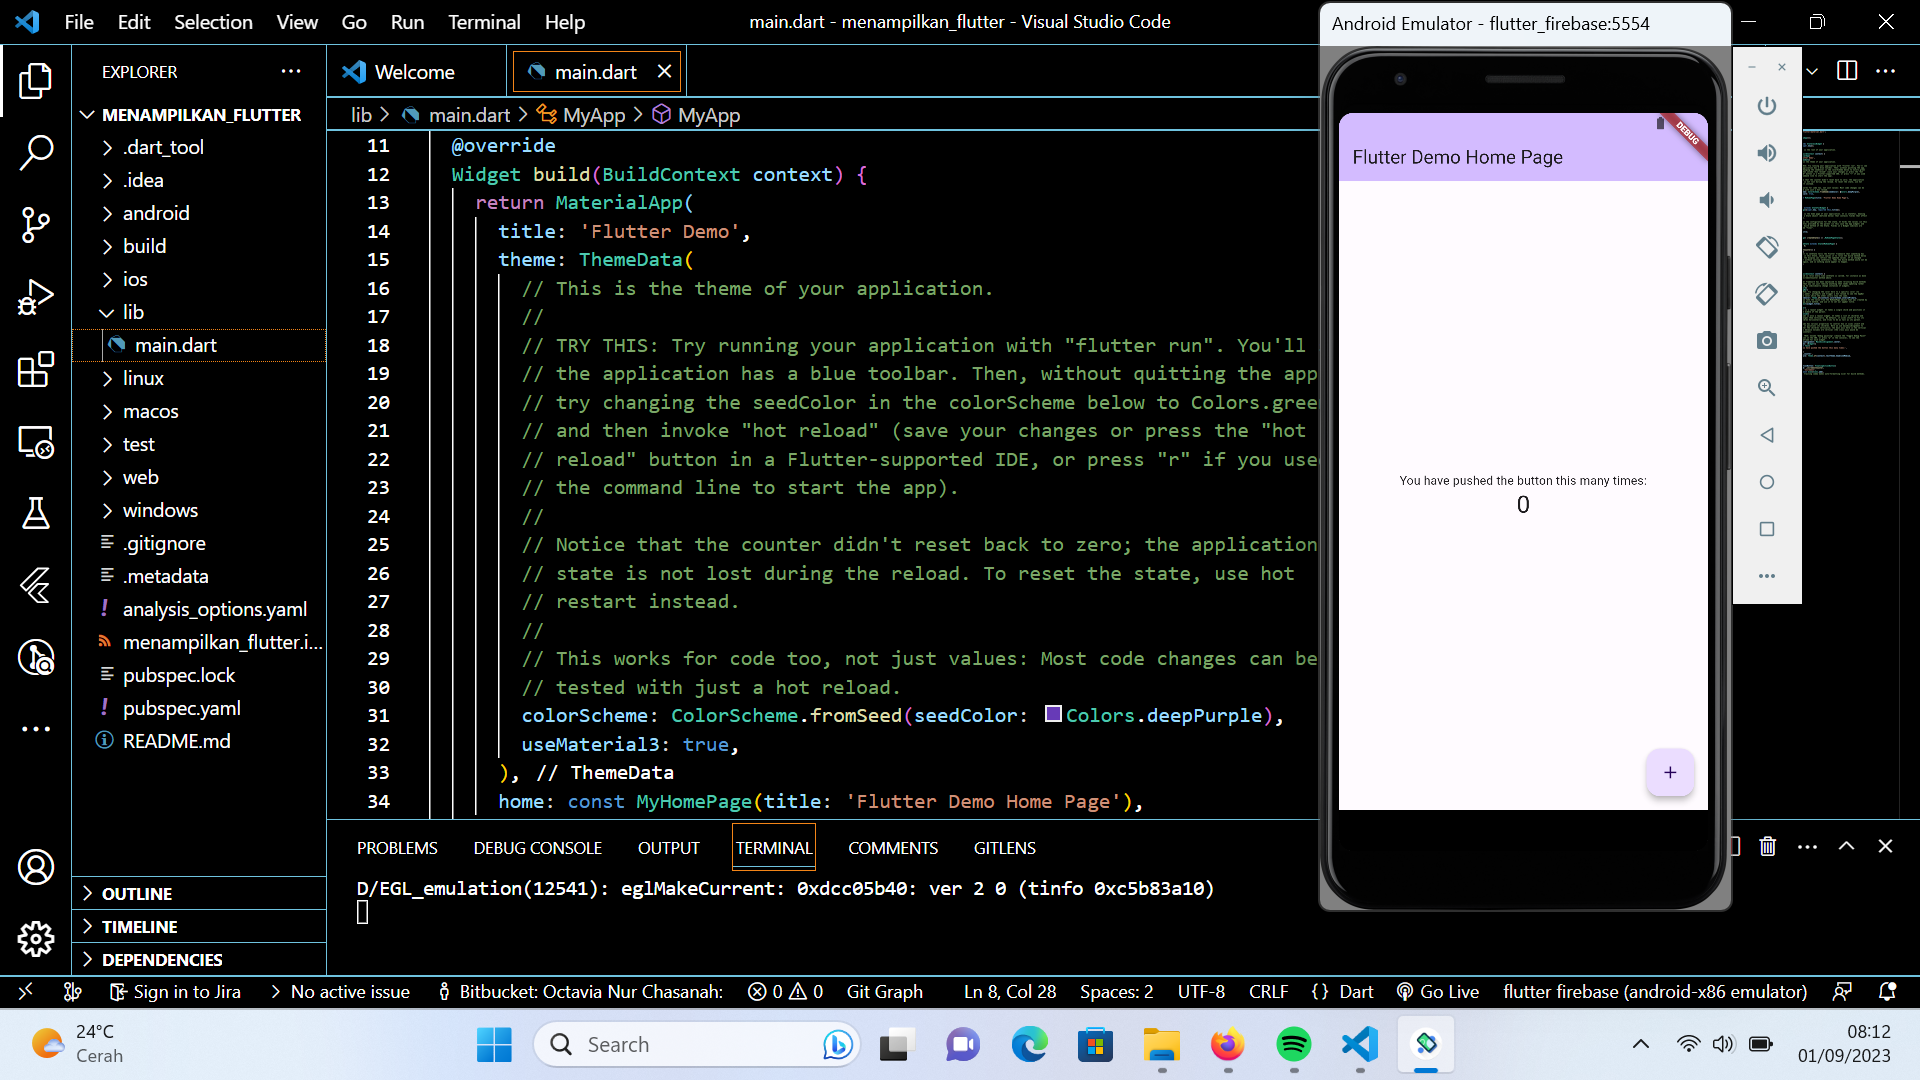 File Edit Selection View Go Run Terminal Help
main.dart - menampilkan_flutter - Visual Studio Code
EXPLORER
MENAMPILKAN_FLUTTER
.dart_tool
.idea
android
build
ios
lib
main.dart
linux
macos
test
web
windows
.gitignore
.metadata
analysis_options.yaml
menampilkan_flutter.i...
pubspec.lock
pubspec.yaml
README.md
OUTLINE
TIMELINE
DEPENDENCIES
Welcome
main.dart
lib > main.dart > MyApp > MyApp
11 @override
12 Widget build(BuildContext context) {
13 return MaterialApp(
14 title: 'Flutter Demo',
15 theme: ThemeData(
16 // This is the theme of your application.
17 //
18 // TRY THIS: Try running your application with "flutter run". You'll
19 // the application has a blue toolbar. Then, without quitting the app
20 // try changing the seedColor in the colorScheme below to Colors.gree
21 // and then invoke "hot reload" (save your changes or press the "hot
22 // reload" button in a Flutter-supported IDE, or press "r" if you use
23 // the command line to start the app).
24 //
25 // Notice that the counter didn't reset back to zero; the application
26 // state is not lost during the reload. To reset the state, use hot
27 // restart instead.
28 //
29 // This works for code too, not just values: Most code changes can be
30 // tested with just a hot reload.
31 colorScheme: ColorScheme.fromSeed(seedColor: Colors.deepPurple),
32 useMaterial3: true,
33 ), // ThemeData
34 home: const MyHomePage(title: 'Flutter Demo Home Page'),
PROBLEMS DEBUG CONSOLE OUTPUT TERMINAL COMMENTS GITLENS
D/EGL_emulation(12541): eglMakeCurrent: 0xdcc05b40: ver 2 0 (tinfo 0xc5b83a10)
Android Emulator - flutter_firebase:5554
DEBUG
Flutter Demo Home Page
You have pushed the button this many times:
0
+
Sign in to Jira
No active issue
Bitbucket: Octavia Nur Chasanah:
0 0
Git Graph
Ln 8, Col 28
Spaces: 2
UTF-8
CRLF
{} Dart
Go Live
flutter firebase (android-x86 emulator)
24°C
Cerah
Search
08:12
01/09/2023